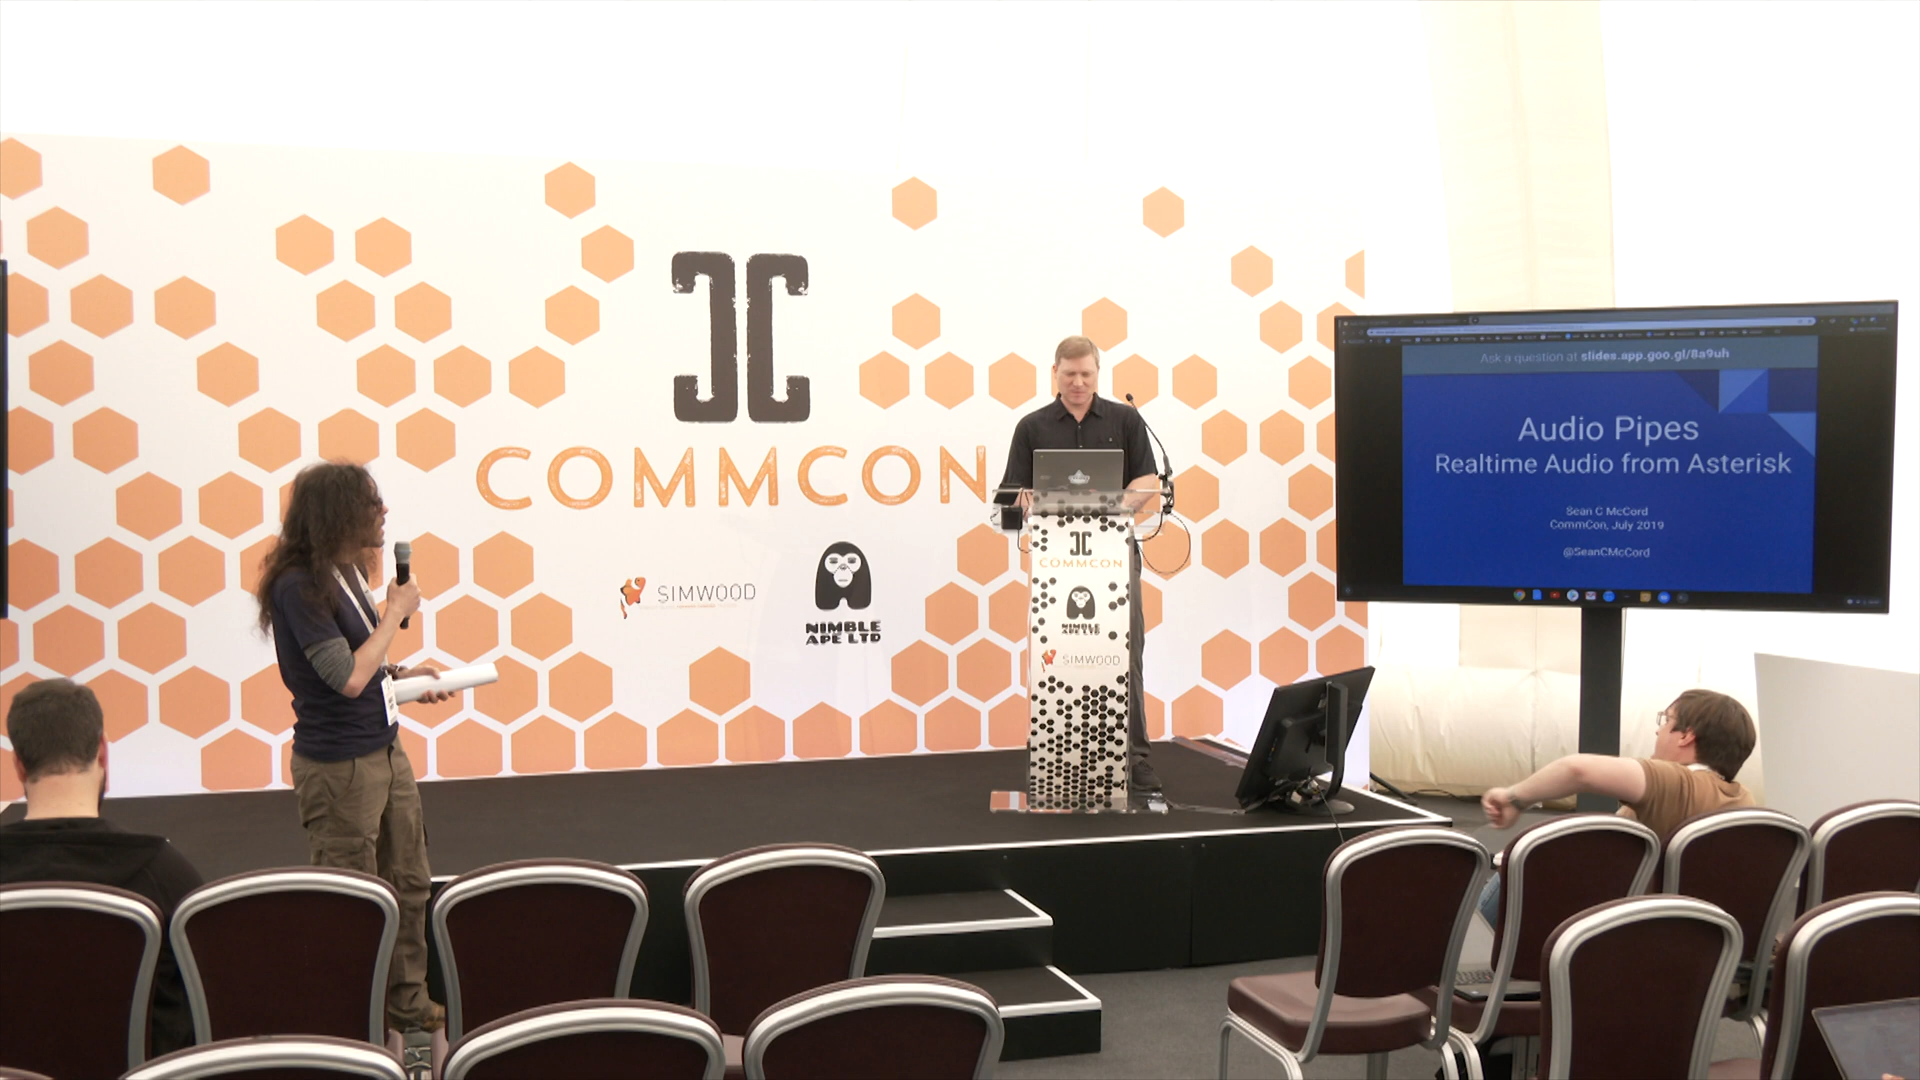 COMMCON
SIMWOOD
NIMBLE
APE LTD
COMMCON
NIMBLE
APE LTD
SIMWOOD
Ask a question at slides.app.goo.gl/8a9uh
Audio Pipes
Realtime Audio from Asterisk
Sean C McCord
CommCon, July 2019
@SeanCMcCord